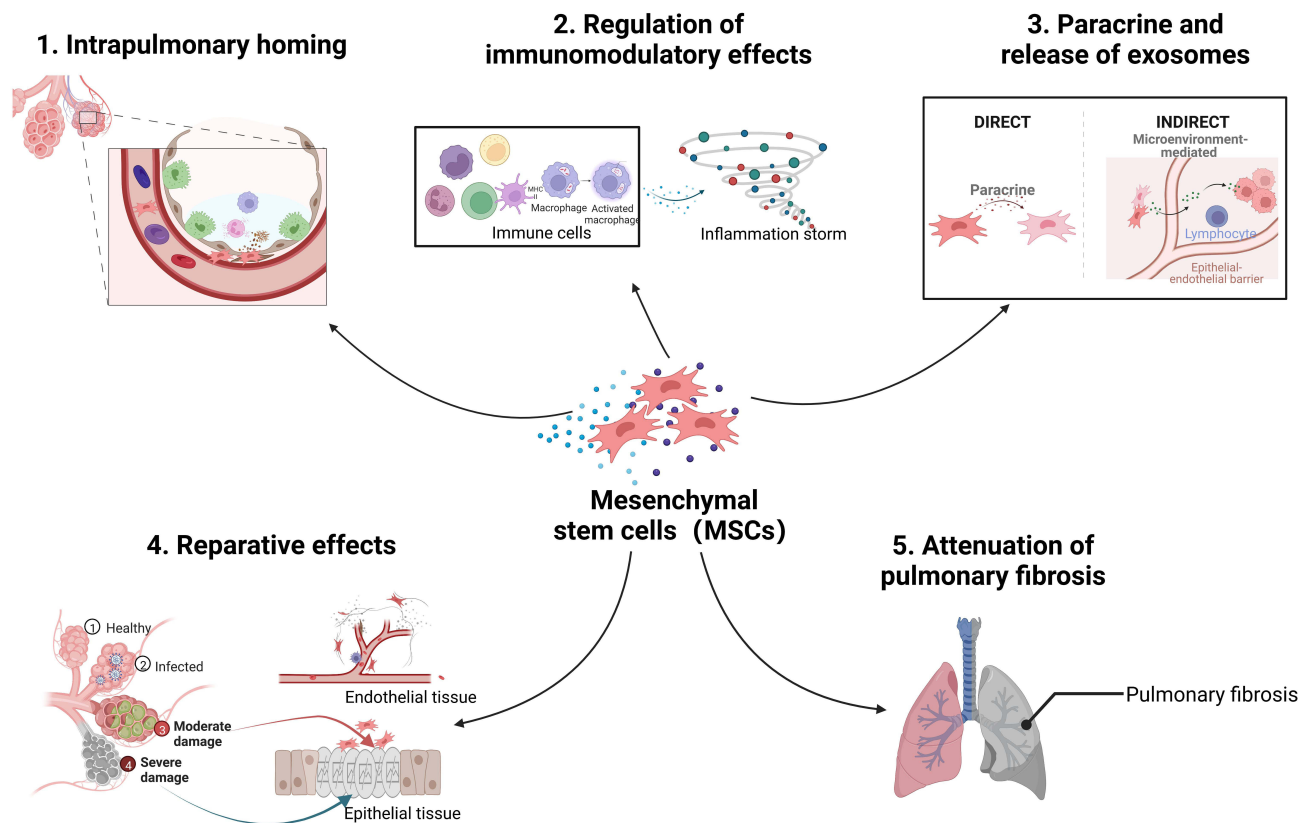 1. Intrapulmonary homing
2. Regulation of
immunomodulatory effects
MHC
II
Macrophage
Activated
macrophage
Immune cells
Inflammation storm
3. Paracrine and
release of exosomes
DIRECT
Paracrine
INDIRECT
Microenvironment-
mediated
Lymphocyte
Epithelial-
endothelial barrier
Mesenchymal
stem cells（MSCs）
4. Reparative effects
1 Healthy
2 Infected
3 Moderate
damage
4 Severe
damage
Endothelial tissue
Epithelial tissue
5. Attenuation of
pulmonary fibrosis
Pulmonary fibrosis